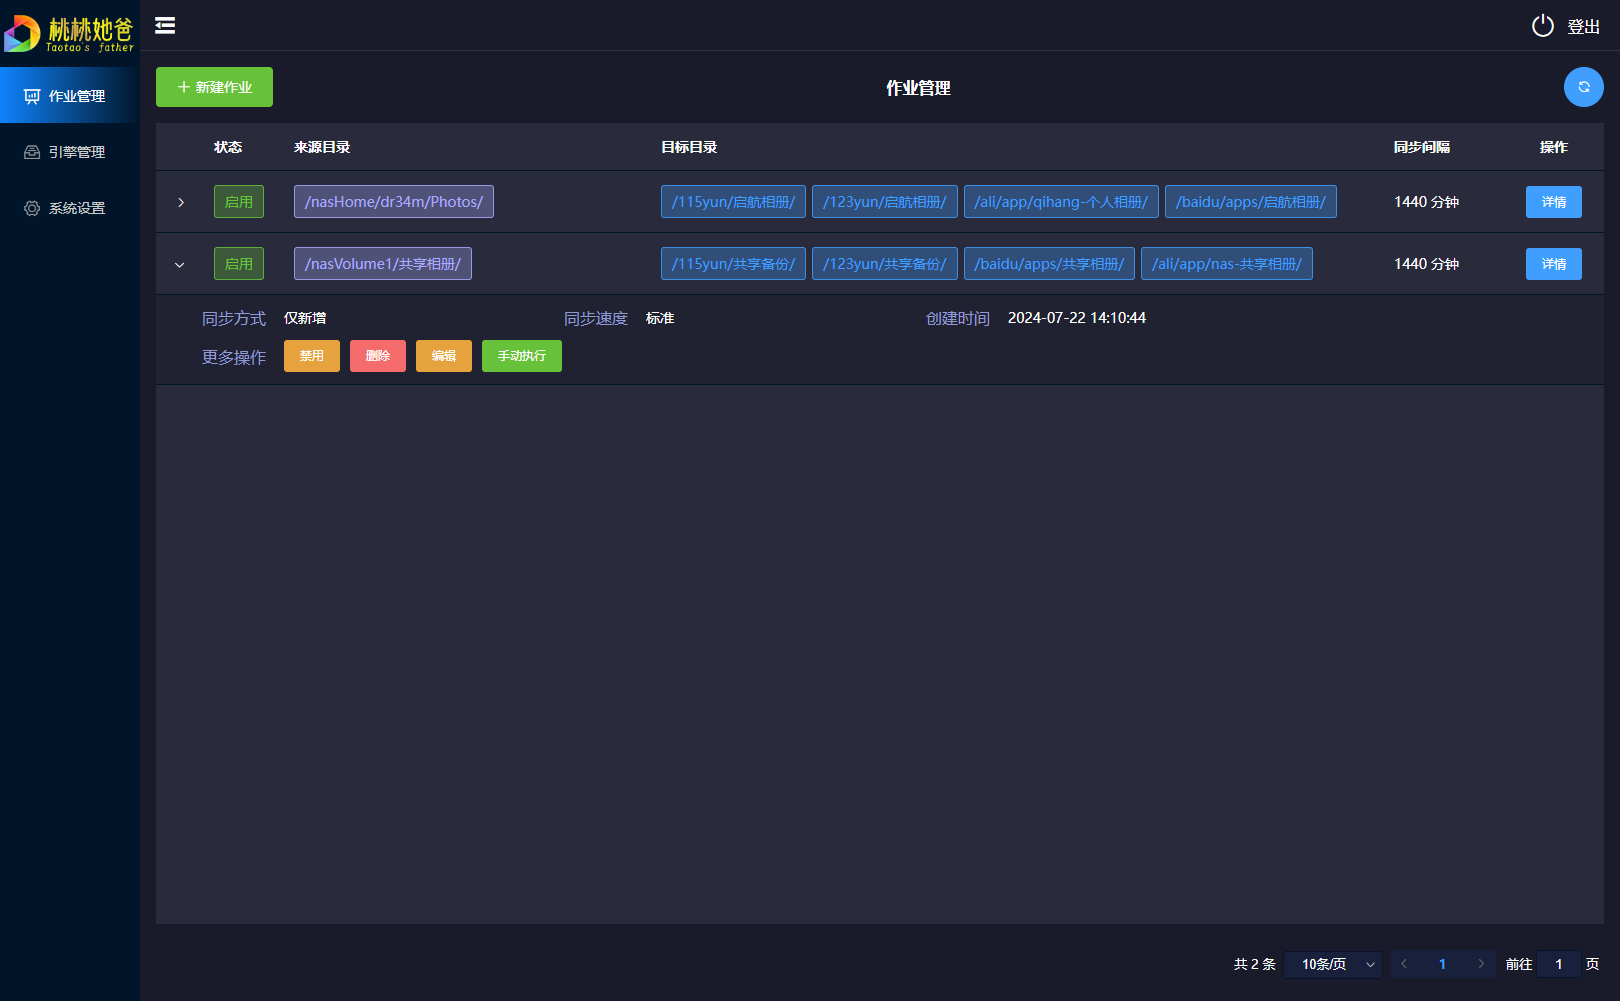 桃桃她爸
Taotao's father
登出
作业管理
引擎管理
系统设置
新建作业
作业管理
状态 来源目录 目标目录 同步间隔 操作
启用 /nasHome/dr34m/Photos/ /115yun/启航相册/ /123yun/启航相册/ /ali/app/qihang-个人相册/ /baidu/apps/启航相册/ 1440 分钟 详情
启用 /nasVolume1/共享相册/ /115yun/共享备份/ /123yun/共享备份/ /baidu/apps/共享相册/ /ali/app/nas-共享相册/ 1440 分钟 详情
同步方式 仅新增 同步速度 标准 创建时间 2024-07-22 14:10:44
更多操作 禁用 删除 编辑 手动执行
共 2 条 10条/页 1 前往 1 页